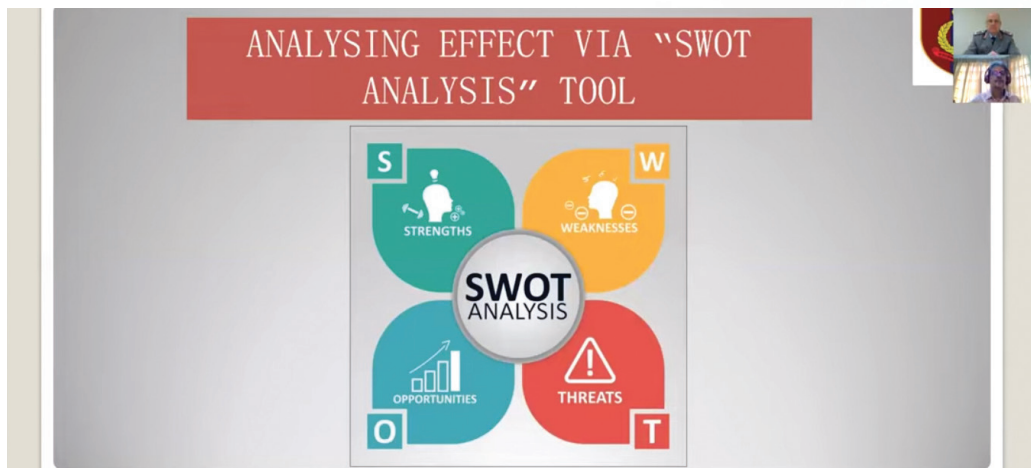 ANALYSING EFFECT VIA “SWOT
ANALYSIS” TOOL
S
W
STRENGTHS
WEAKNESSES
SWOT
ANALYSIS
OPPORTUNITIES
THREATS
O
T